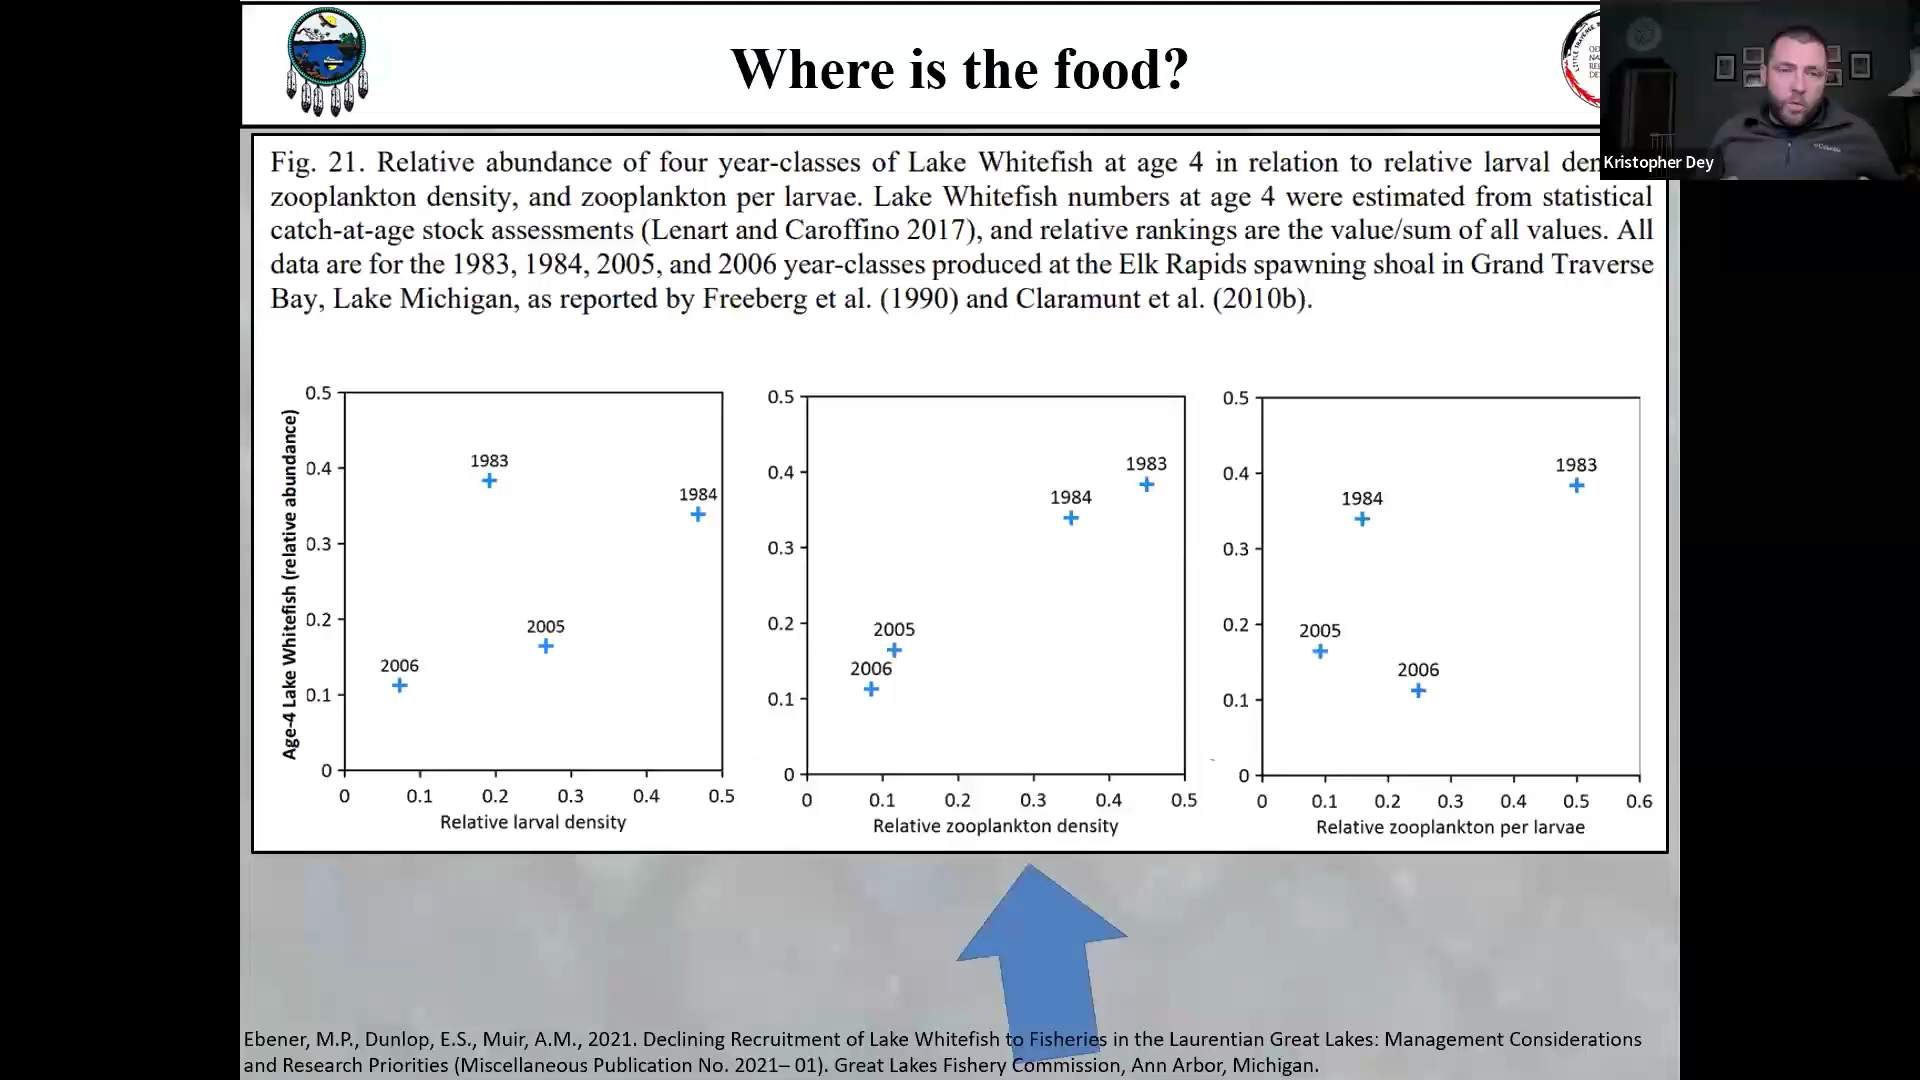 Where is the food?
Kristopher Dey
Fig. 21. Relative abundance of four year-classes of Lake Whitefish at age 4 in relation to relative larval
zooplankton density, and zooplankton per larvae. Lake Whitefish numbers at age 4 were estimated from statistical
catch-at-age stock assessments (Lenart and Caroffino 2017), and relative rankings are the value/sum of all values. All
data are for the 1983, 1984, 2005, and 2006 year-classes produced at the Elk Rapids spawning shoal in Grand Traverse
Bay, Lake Michigan, as reported by Freeberg et al. (1990) and Claramunt et al. (2010b).
Age-4 Lake Whitefish (relative abundance)
0.5
0.4
0.3
0.2
0.1
0
1983
1984
2005
2006
0 0.1 0.2 0.3 0.4 0.5
Relative larval density
0.5
0.4
0.3
0.2
0.1
0
1983
1984
2005
2006
0 0.1 0.2 0.3 0.4 0.5
Relative zooplankton density
0.5
0.4
0.3
0.2
0.1
0
1983
1984
2005
2006
0 0.1 0.2 0.3 0.4 0.5 0.6
Relative zooplankton per larvae
Ebener, M.P., Dunlop, E.S., Muir, A.M., 2021. Declining Recruitment of Lake Whitefish to Fisheries in the Laurentian Great Lakes: Management Considerations
and Research Priorities (Miscellaneous Publication No. 2021– 01). Great Lakes Fishery Commission, Ann Arbor, Michigan.